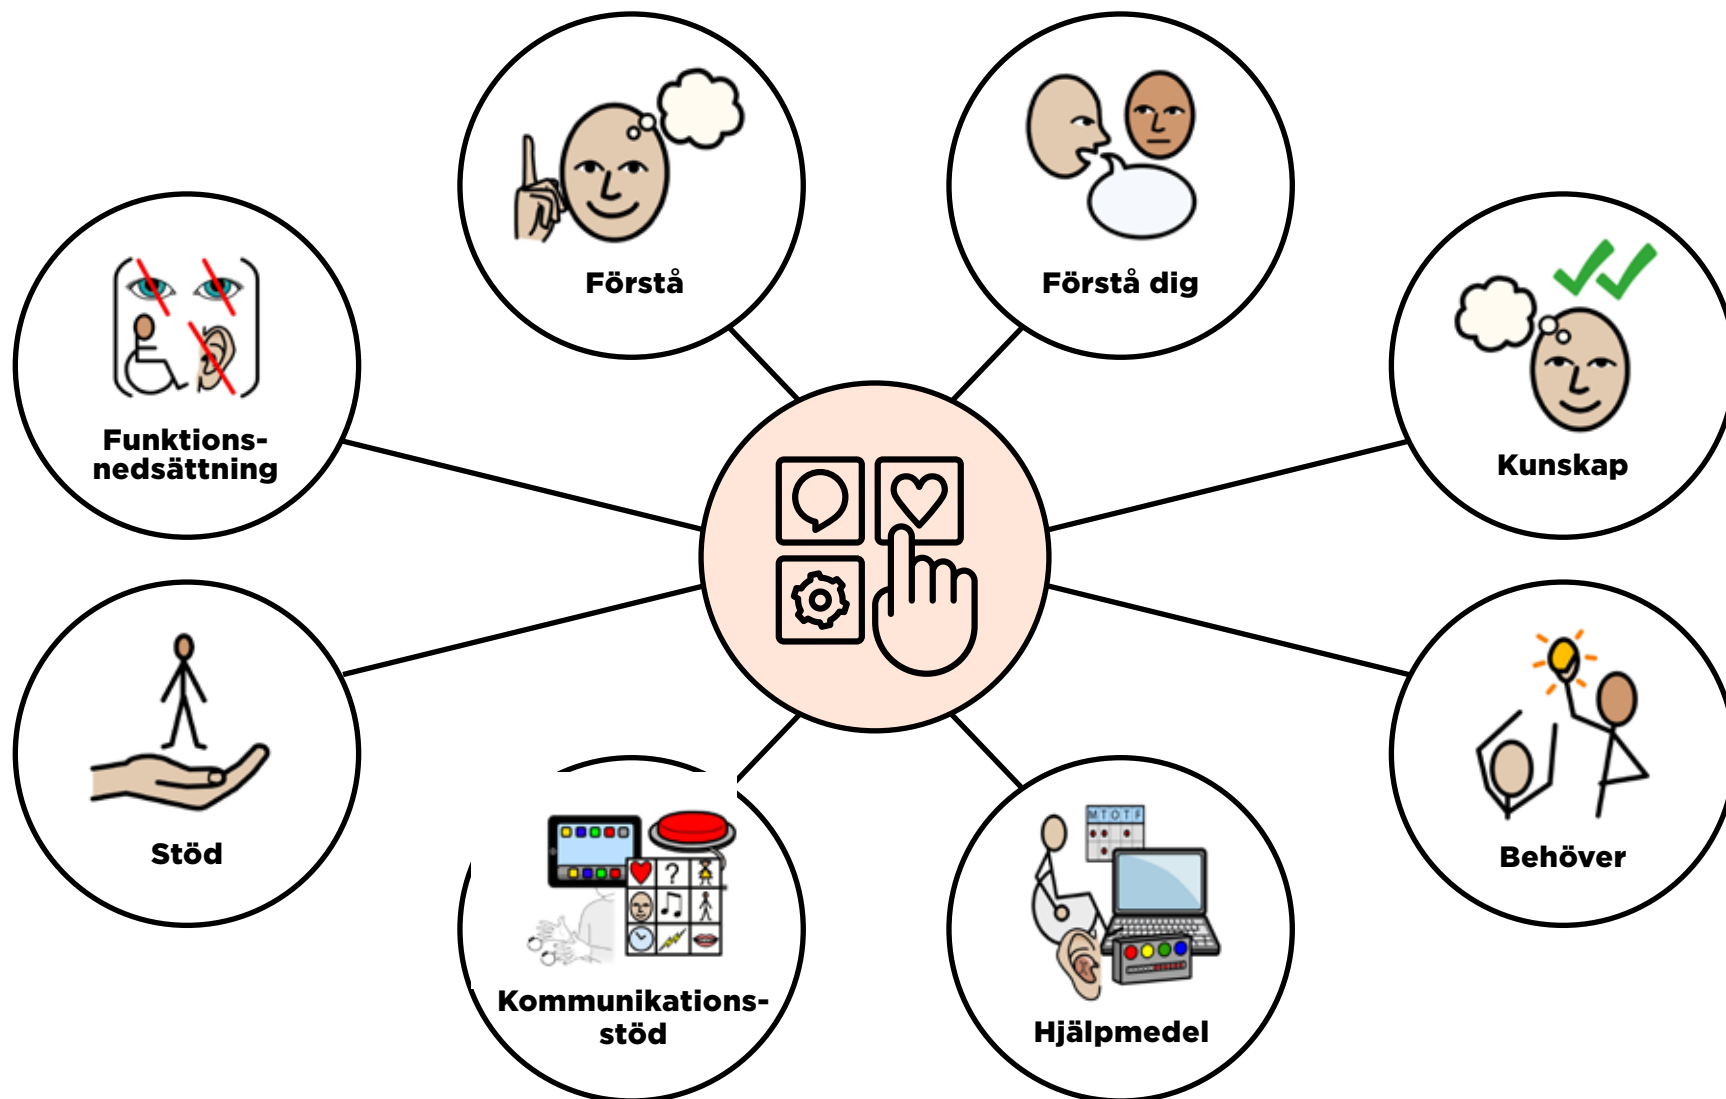 Förstå
Förstå dig
Funktions-
nedsättning
Kunskap
Stöd
Behöver
Kommunikations-
stöd
M T O T F
?
Hjälpmedel